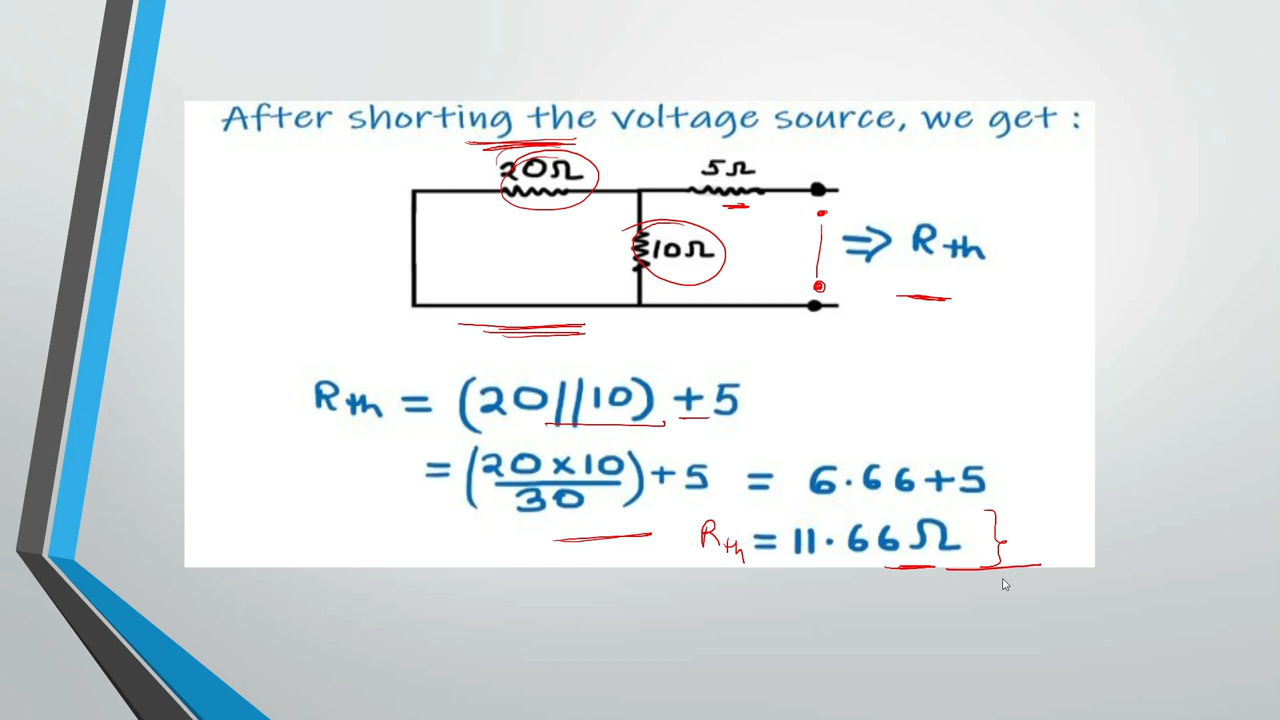 After shorting the voltage source, we get :
20Ω 5Ω
10Ω ⇒ Rth
Rth = (20//10) + 5
= (20 × 10 / 30) + 5 = 6.66 + 5
Rth = 11.66 Ω